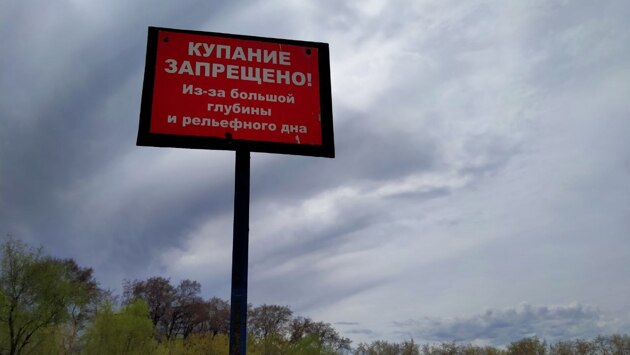 КУПАНИЕ
ЗАПРЕЩЕНО!
Из-за большой
глубины
и рельефного дна